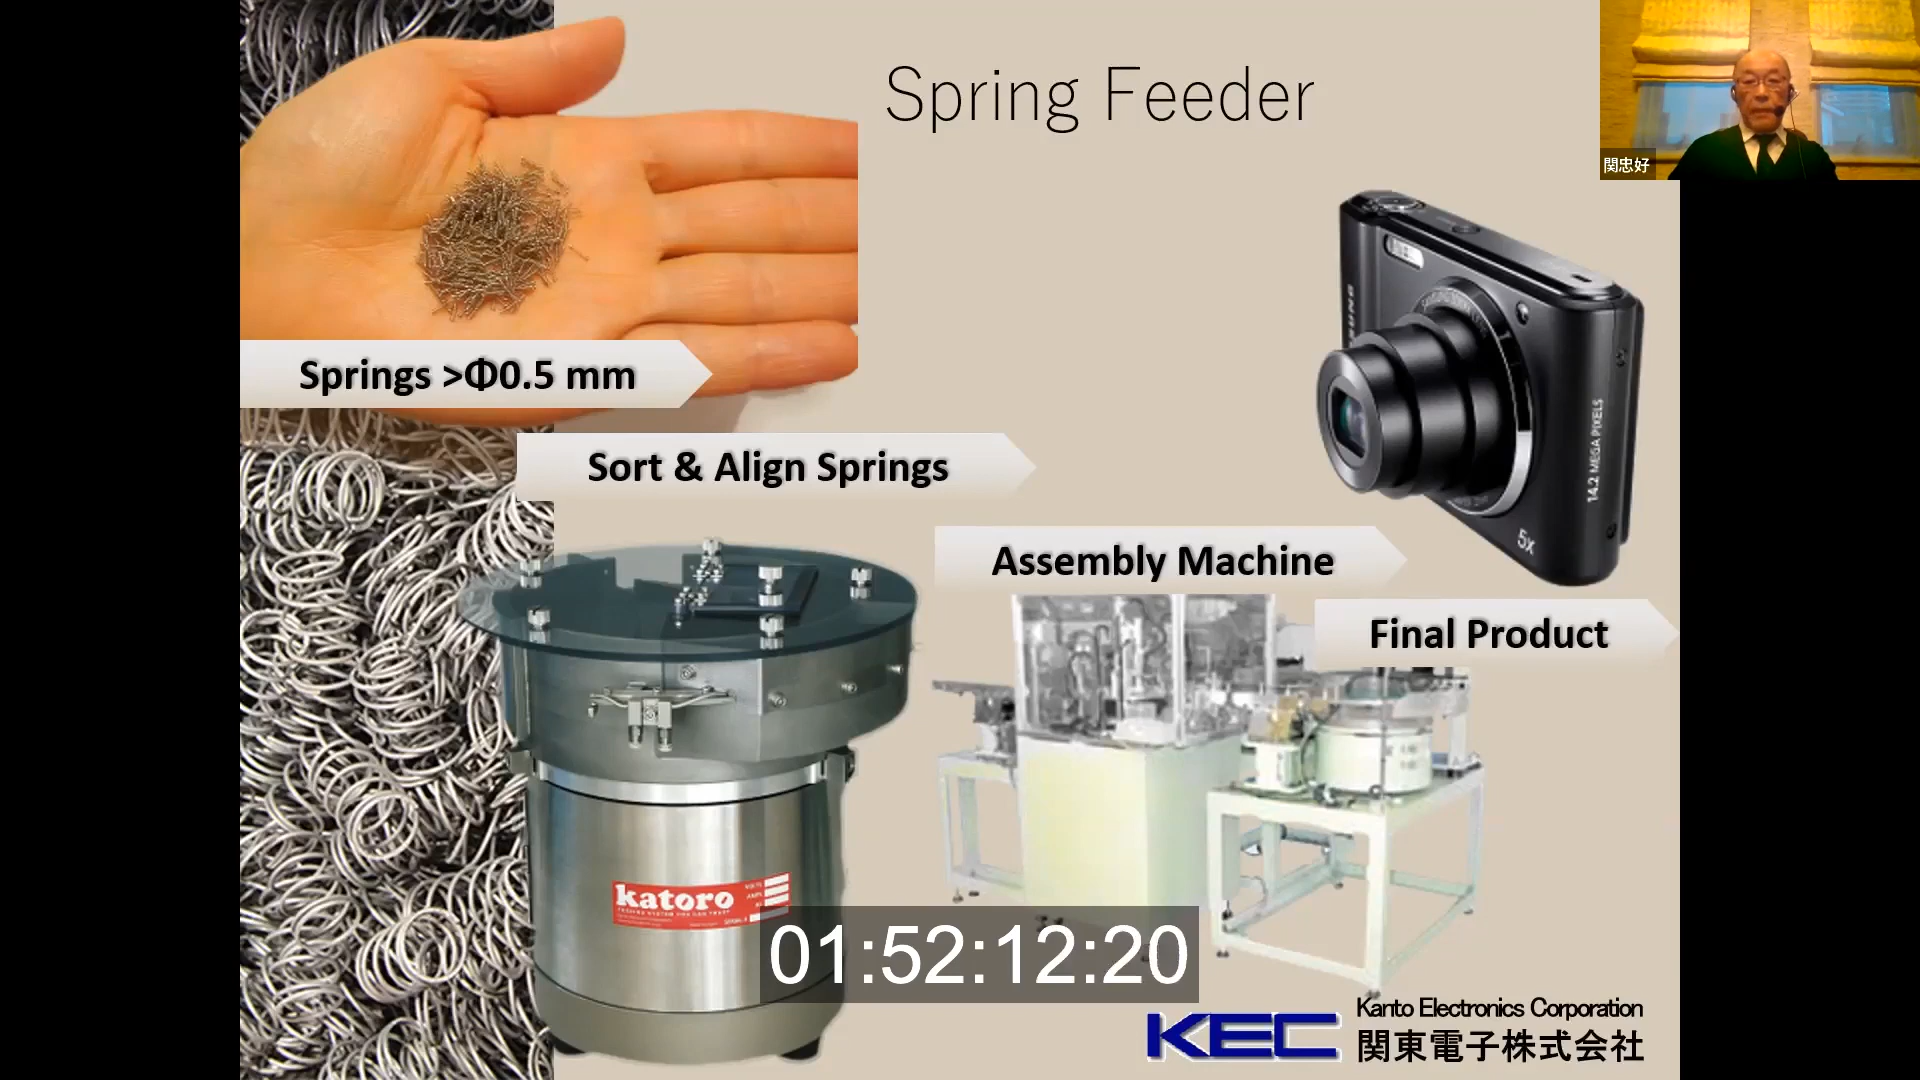 Spring Feeder
関忠好
Springs >Φ0.5 mm
Sort & Align Springs
Assembly Machine
Final Product
14.2 MEGA PIXELS
5X
katoro
01:52:12:20
KEC
Kanto Electronics Corporation
関東電子株式会社